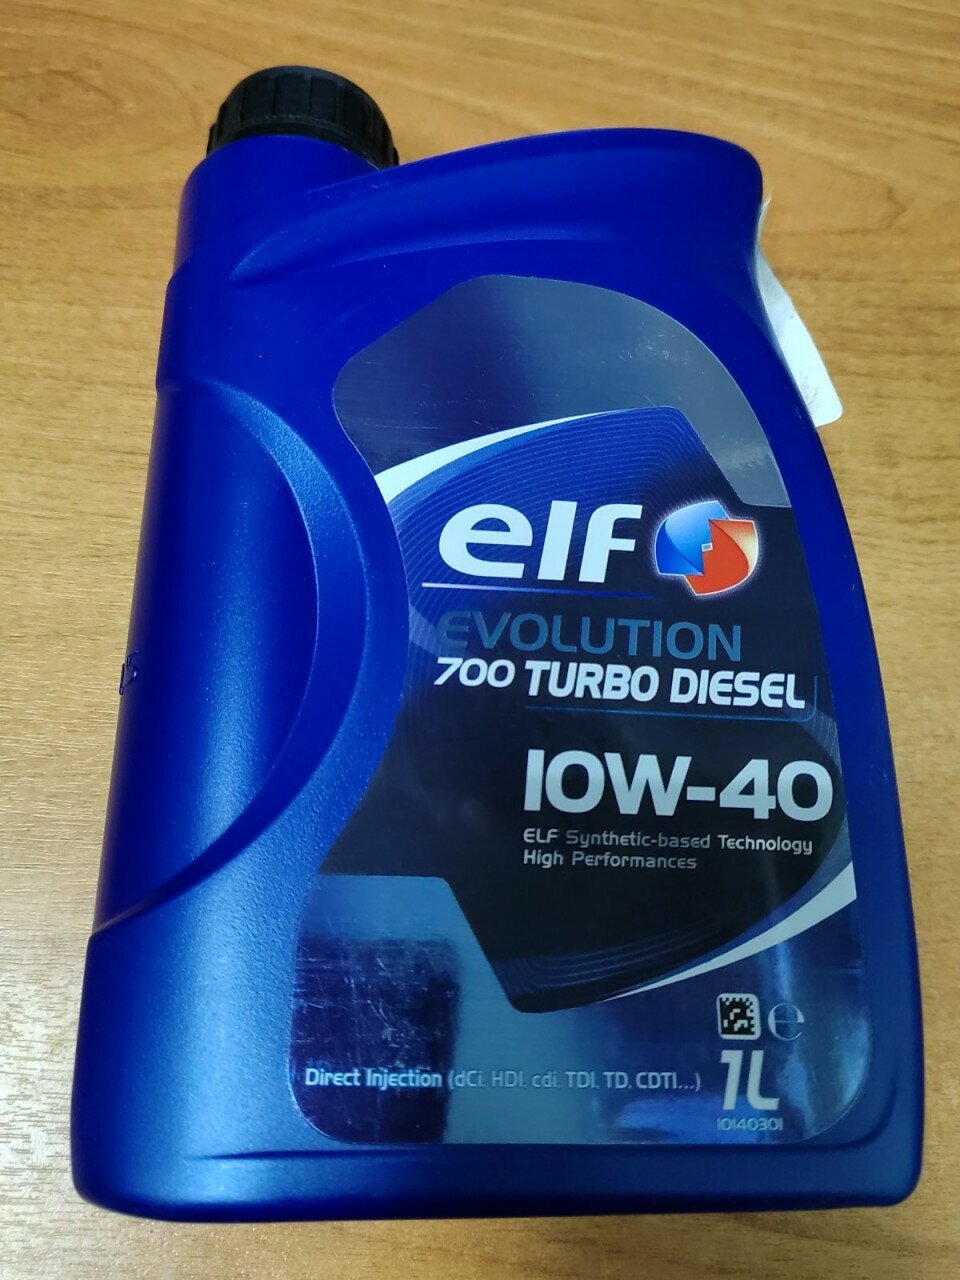 elf
EVOLUTION
700 TURBO DIESEL
10W-40
ELF Synthetic-based Technology
High Performances
e
1L
Direct Injection (dCi. HDI. cdi. TDI. TD. CDTI...)
10140301